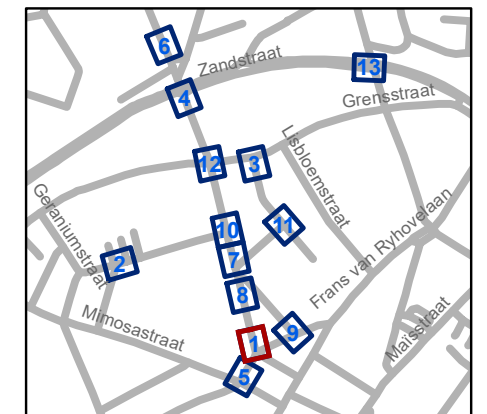 6
Zandstraat
13
4
Grensstraat
12
3
Lisbloemstraat
Geraniumstraat
10
11
7
2
Frans van Ryhovelaan
8
Mimosastraat
9
Maïsstraat
1
5